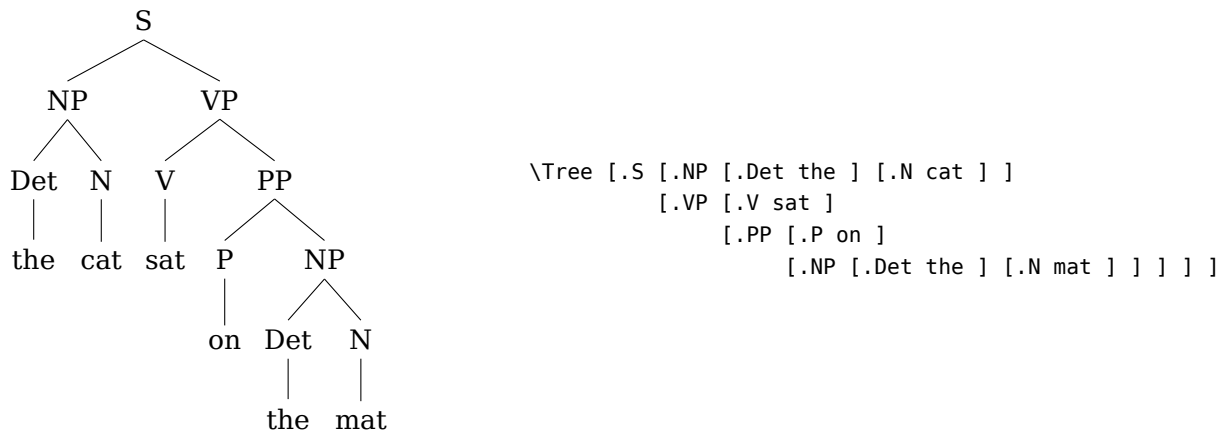 S
NP VP
Det N V PP
the cat sat P NP
on Det N
the mat
\Tree [.S [.NP [.Det the ] [.N cat ] ]
[.VP [.V sat ]
[.PP [.P on ]
[.NP [.Det the ] [.N mat ] ] ] ] ]